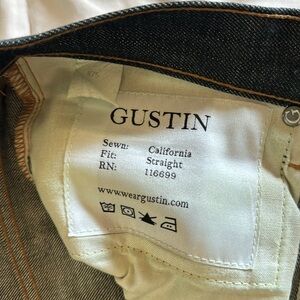 GUSTIN
Sewn: California
Fit: Straight
RN: 116699
www.weargustin.com
G